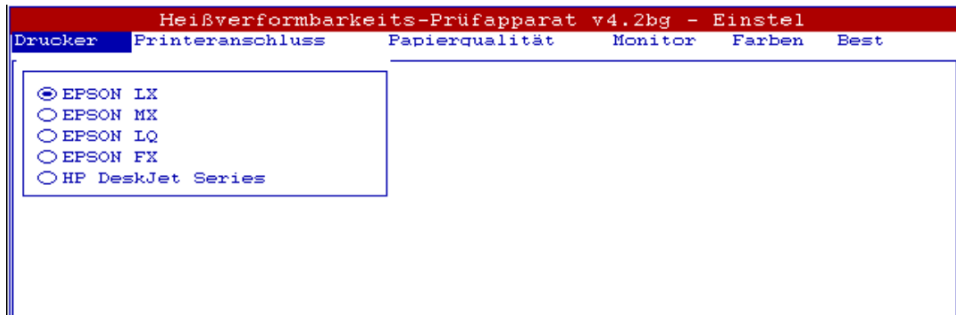 Heißverformbarkeits-Prüfapparat v4.2bg - Einstel
Drucker Printeranschluss Papierqualität Monitor Farben Best
EPSON LX
EPSON MX
EPSON LQ
EPSON FX
HP DeskJet Series